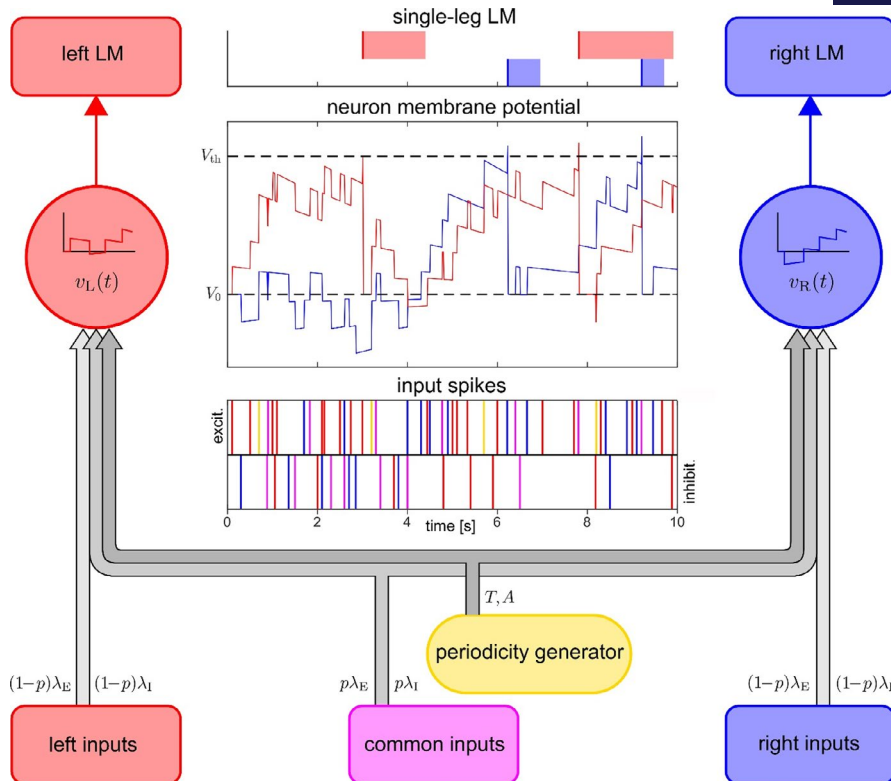 single-leg LM
left LM
right LM
neuron membrane potential
V_th
V_0
v_L(t)
v_R(t)
input spikes
excit.
inhibit.
0 2 4 6 8 10
time [s]
T, A
periodicity generator
(1−p)λ_E (1−p)λ_I
pλ_E pλ_I
(1−p)λ_E (1−p)λ_I
left inputs
common inputs
right inputs